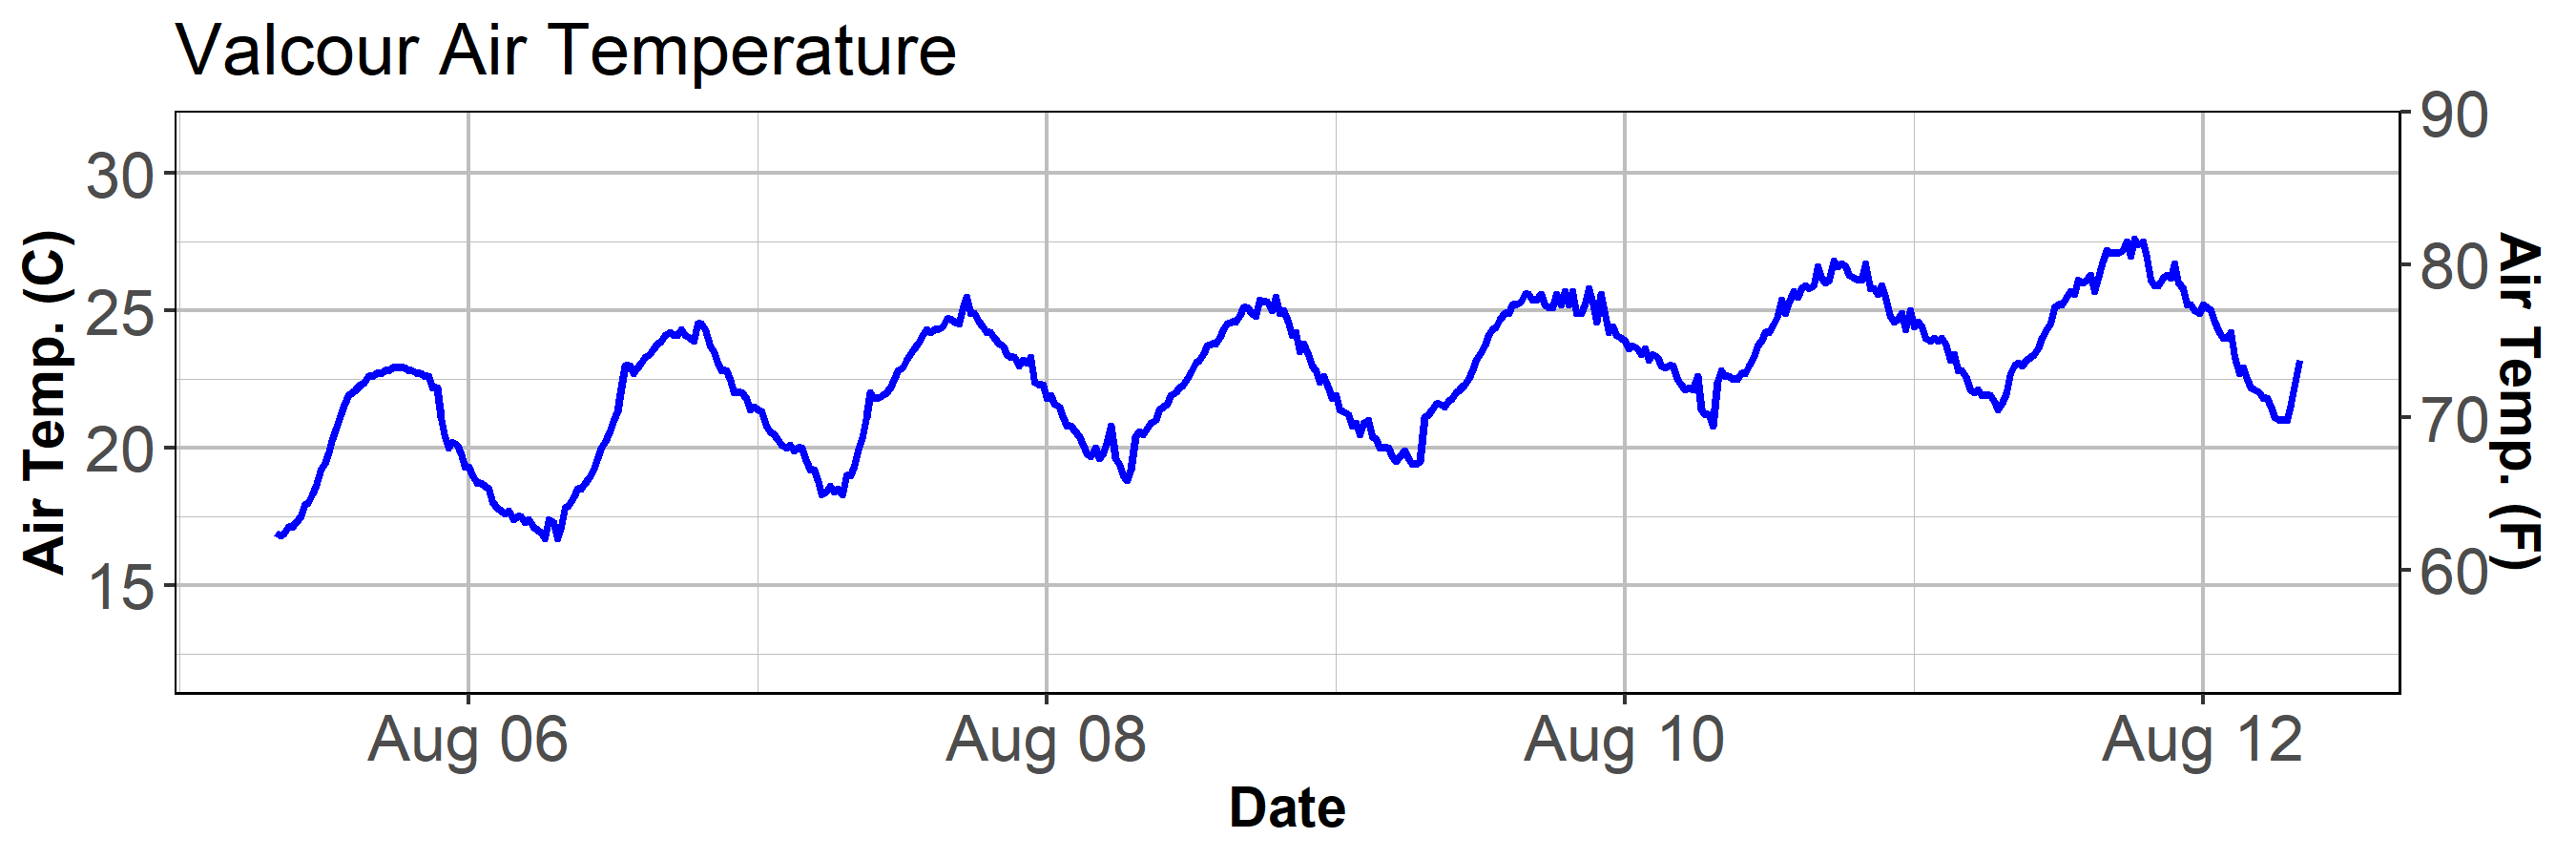 Valcour Air Temperature
Air Temp. (C)
30
25
20
15
90
80
70
60
Air Temp. (F)
Aug 06
Aug 08
Aug 10
Aug 12
Date